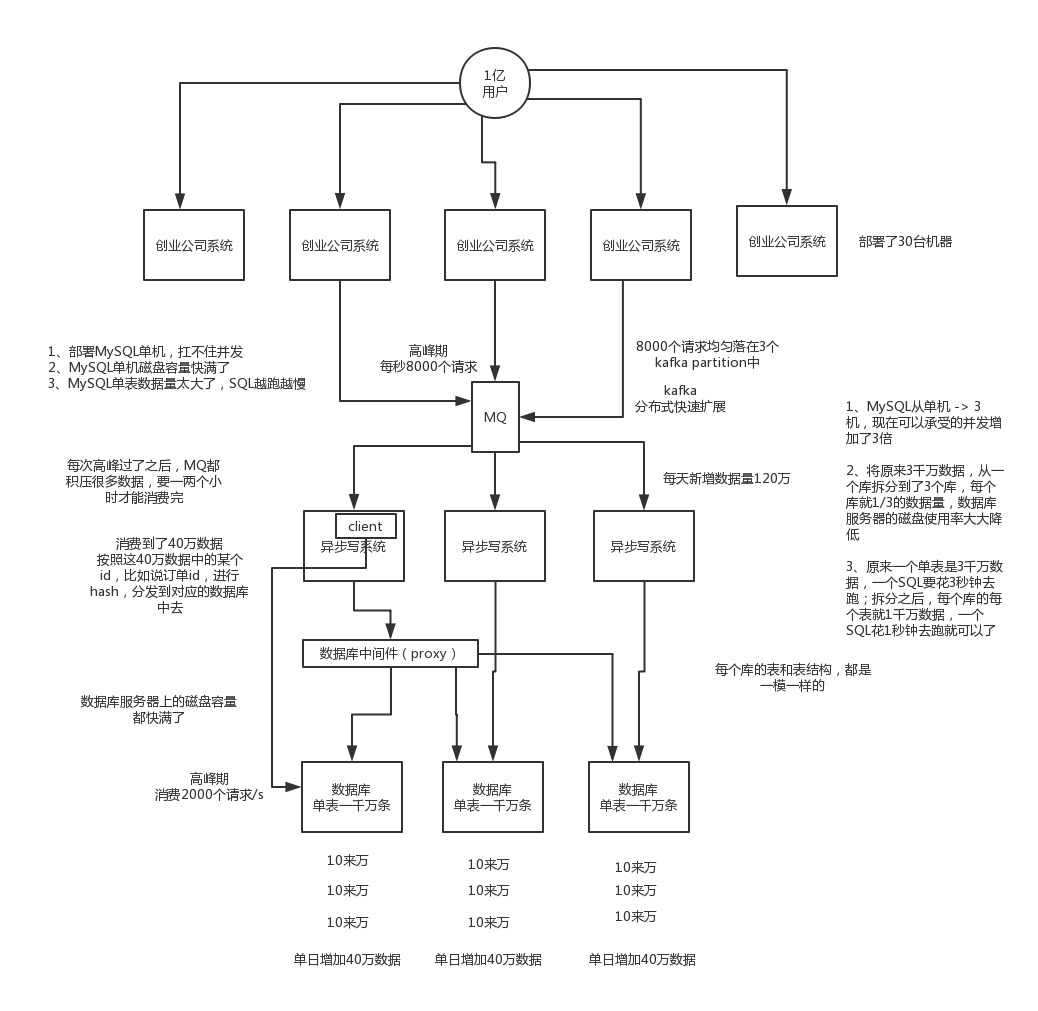 1亿
用户
创业公司系统
创业公司系统
创业公司系统
创业公司系统
创业公司系统
部署了30台机器
1、部署MySQL单机，扛不住并发
2、MySQL单机磁盘容量快满了
3、MySQL单表数据量太大了，SQL越跑越慢
高峰期
每秒8000个请求
8000个请求均匀落在3个
kafka partition中
kafka
分布式快速扩展
MQ
1、MySQL从单机 -> 3
机，现在可以承受的并发增
加了3倍
2、将原来3千万数据，从一
个库拆分到了3个库，每个
库就1/3的数据量，数据库
服务器的磁盘使用率大大降
低
3、原来一个单表是3千万数
据，一个SQL要花3秒钟去
跑；拆分之后，每个库的每
个表就1千万数据，一个
SQL花1秒钟去跑就可以了
每次高峰过了之后，MQ都
积压很多数据，要一两个小
时才能消费完
每天新增数据量120万
client
异步写系统
异步写系统
异步写系统
消费到了40万数据
按照这40万数据中的某个
id，比如说订单id，进行
hash，分发到对应的数据库
中去
数据库中间件（proxy）
每个库的表和表结构，都是
一模一样的
数据库服务器上的磁盘容量
都快满了
高峰期
消费2000个请求/s
数据库
单表一千万条
数据库
单表一千万条
数据库
单表一千万条
10来万
10来万
10来万
10来万
10来万
10来万
10来万
10来万
10来万
单日增加40万数据
单日增加40万数据
单日增加40万数据